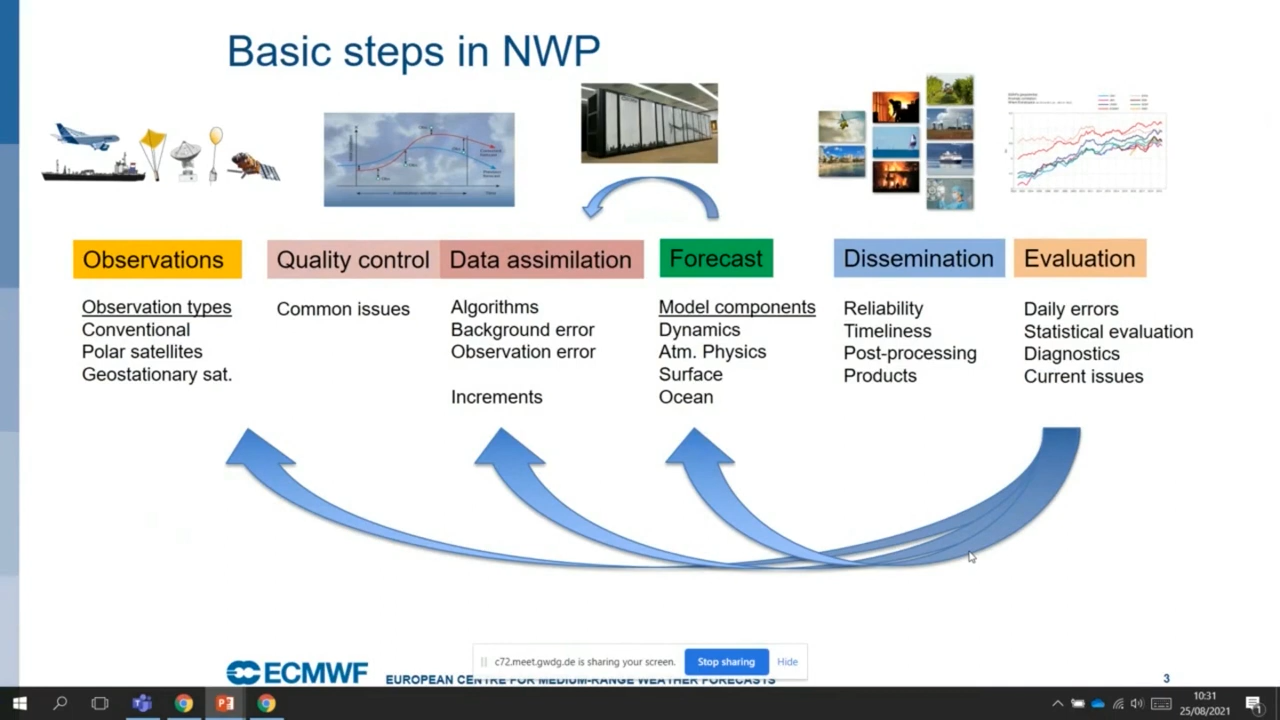 Basic steps in NWP
Observations
Observation types
Conventional
Polar satellites
Geostationary sat.
Quality control
Common issues
Data assimilation
Algorithms
Background error
Observation error
Increments
Forecast
Model components
Dynamics
Atm. Physics
Surface
Ocean
Dissemination
Reliability
Timeliness
Post-processing
Products
Evaluation
Daily errors
Statistical evaluation
Diagnostics
Current issues
c72.meet.gwdg.de is sharing your screen.
Stop sharing
Hide
ECMWF
EUROPEAN CENTRE FOR MEDIUM-RANGE WEATHER FORECASTS
3
10:31
25/08/2021
1